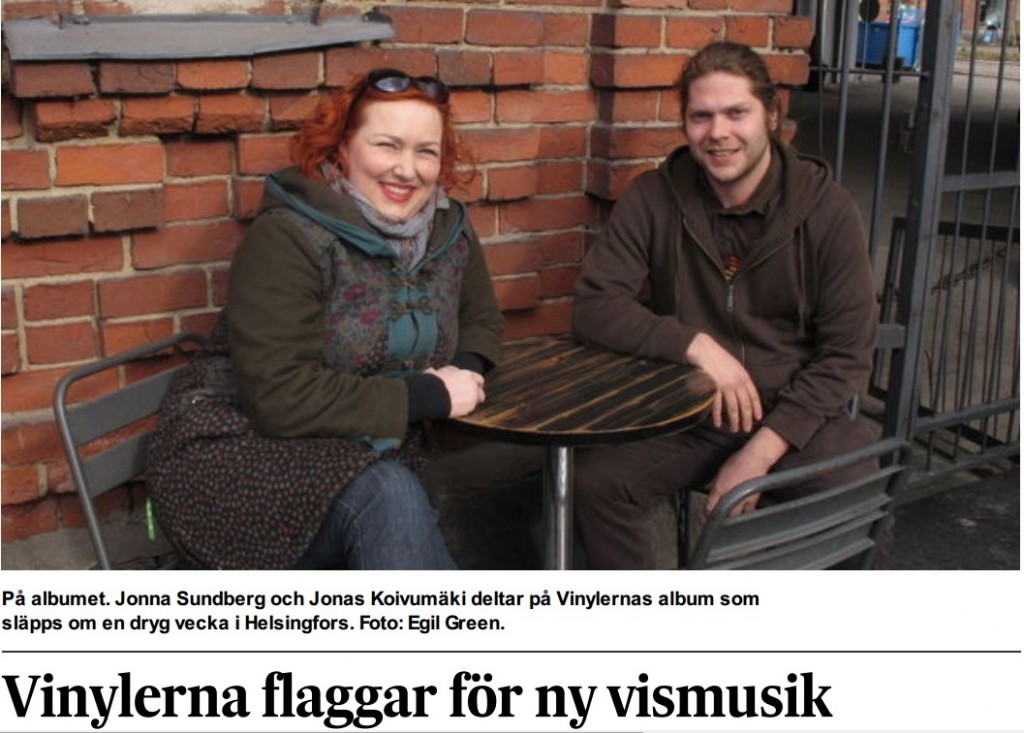 På albumet. Jonna Sundberg och Jonas Koivumäki deltar på Vinylernas album som
släpps om en dryg vecka i Helsingfors. Foto: Egil Green.
Vinylerna flaggar för ny vismusik